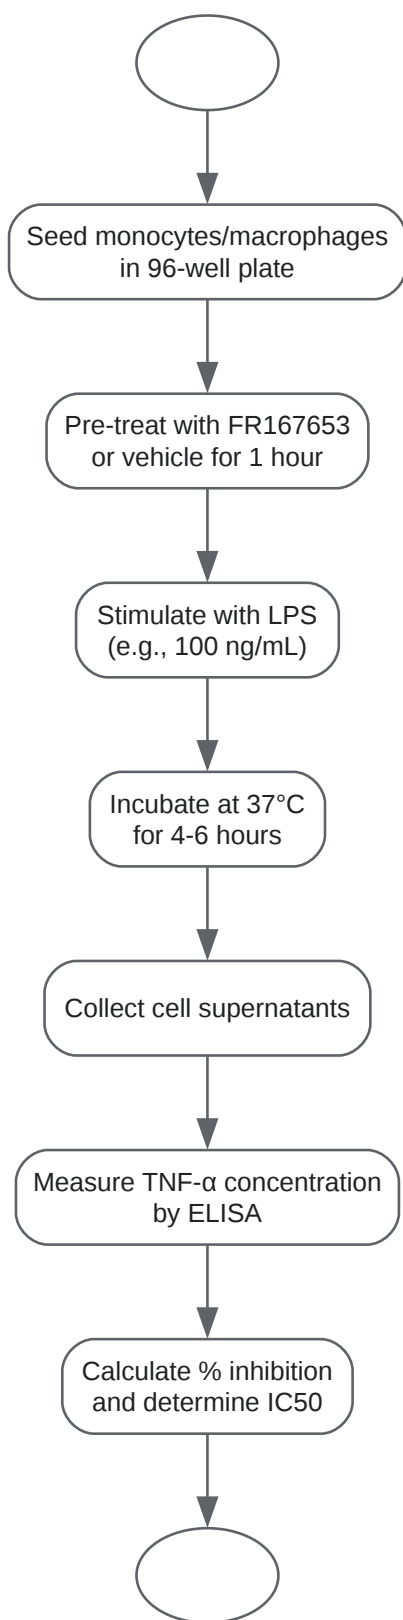 Seed monocytes/macrophages
in 96-well plate
Pre-treat with FR167653
or vehicle for 1 hour
Stimulate with LPS
(e.g., 100 ng/mL)
Incubate at 37°C
for 4-6 hours
Collect cell supernatants
Measure TNF-α concentration
by ELISA
Calculate % inhibition
and determine IC50